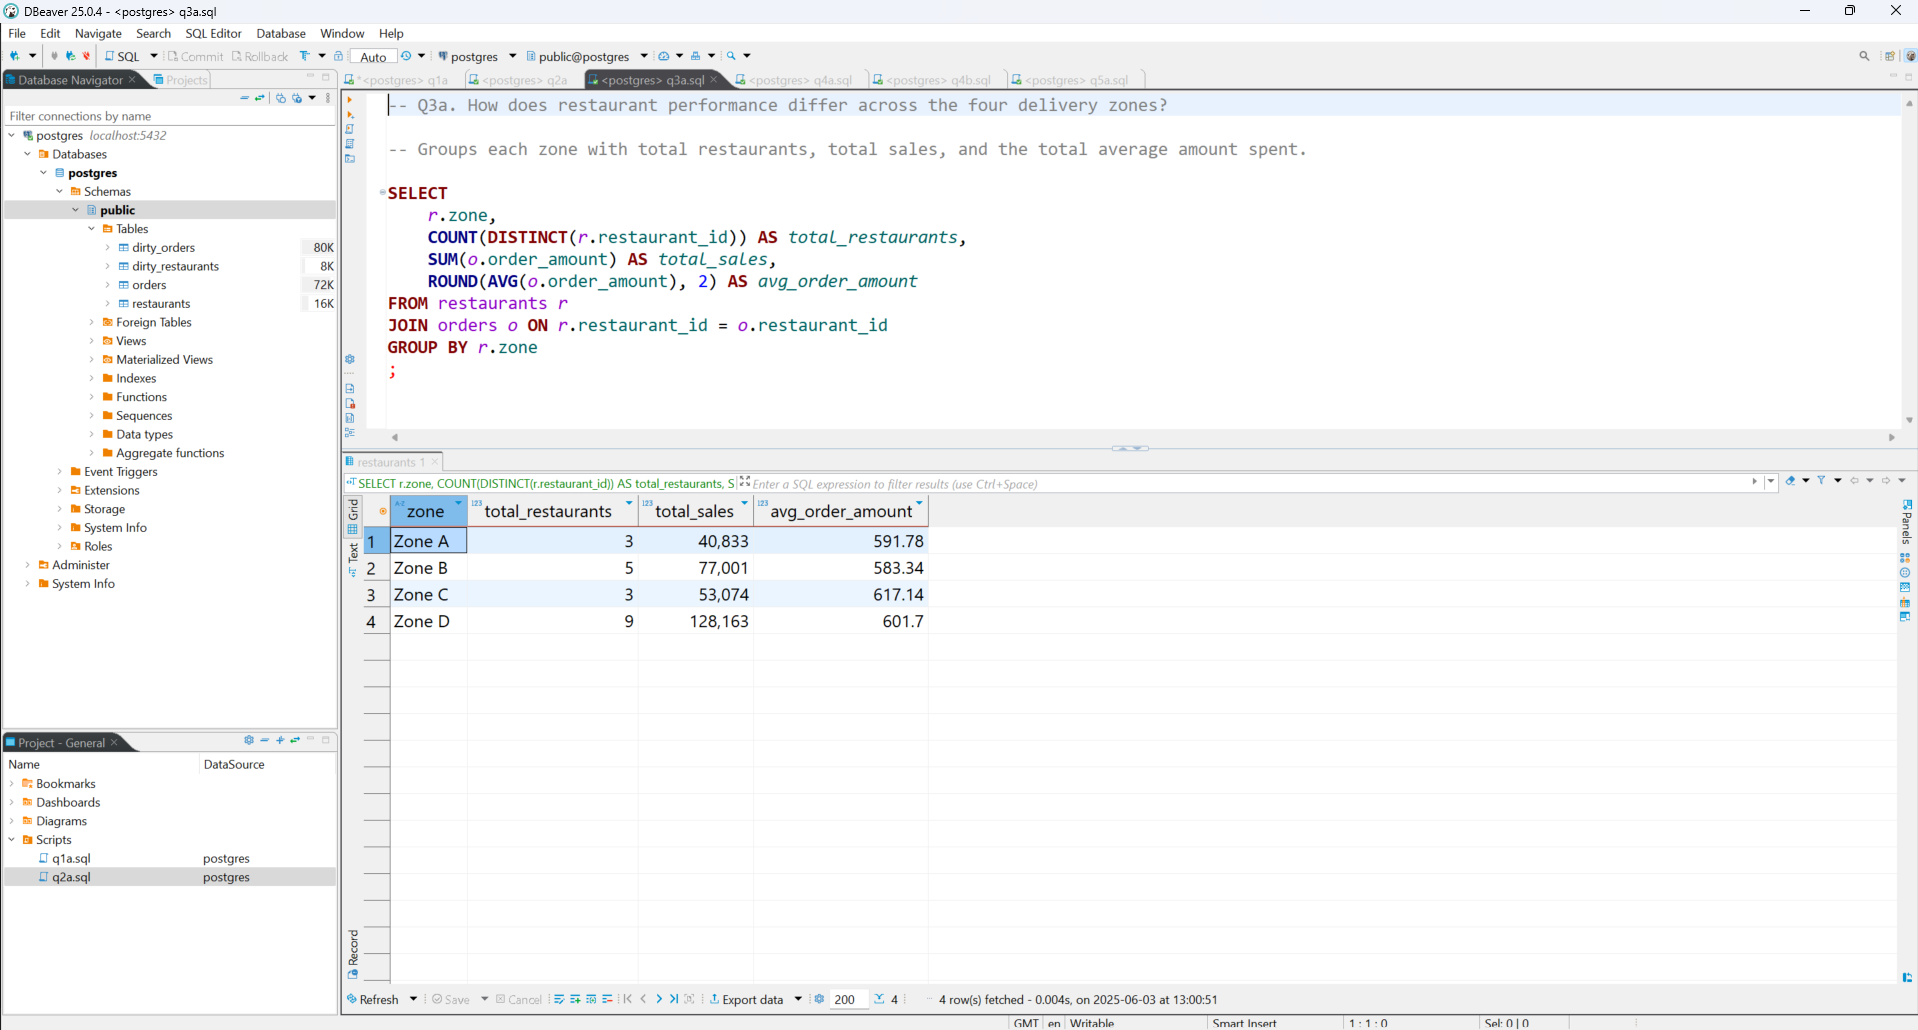 DBeaver 25.0.4 - <postgres> q3a.sql
File Edit Navigate Search SQL Editor Database Window Help
SQL Commit Rollback Auto postgres public@postgres
Database Navigator Projects
*<postgres> q1a <postgres> q2a <postgres> q3a.sql <postgres> q4a.sql <postgres> q4b.sql <postgres> q5a.sql
Filter connections by name
postgres localhost:5432
Databases
postgres
Schemas
public
Tables
dirty_orders 80K
dirty_restaurants 8K
orders 72K
restaurants 16K
Foreign Tables
Views
Materialized Views
Indexes
Functions
Sequences
Data types
Aggregate functions
Event Triggers
Extensions
Storage
System Info
Roles
Administer
System Info
-- Q3a. How does restaurant performance differ across the four delivery zones?
-- Groups each zone with total restaurants, total sales, and the total average amount spent.
SELECT
r.zone,
COUNT(DISTINCT(r.restaurant_id)) AS total_restaurants,
SUM(o.order_amount) AS total_sales,
ROUND(AVG(o.order_amount), 2) AS avg_order_amount
FROM restaurants r
JOIN orders o ON r.restaurant_id = o.restaurant_id
GROUP BY r.zone
;
restaurants 1
SELECT r.zone, COUNT(DISTINCT(r.restaurant_id)) AS total_restaurants, S Enter a SQL expression to filter results (use Ctrl+Space)
Grid
Text
Record
Panels
A-Z zone 123 total_restaurants 123 total_sales 123 avg_order_amount
1 Zone A 3 40,833 591.78
2 Zone B 5 77,001 583.34
3 Zone C 3 53,074 617.14
4 Zone D 9 128,163 601.7
Project - General
Name DataSource
Bookmarks
Dashboards
Diagrams
Scripts
q1a.sql postgres
q2a.sql postgres
Refresh Save Cancel Export data 200 4 4 row(s) fetched - 0.004s, on 2025-06-03 at 13:00:51
GMT en Writable Smart Insert 1 : 1 : 0 Sel: 0 | 0